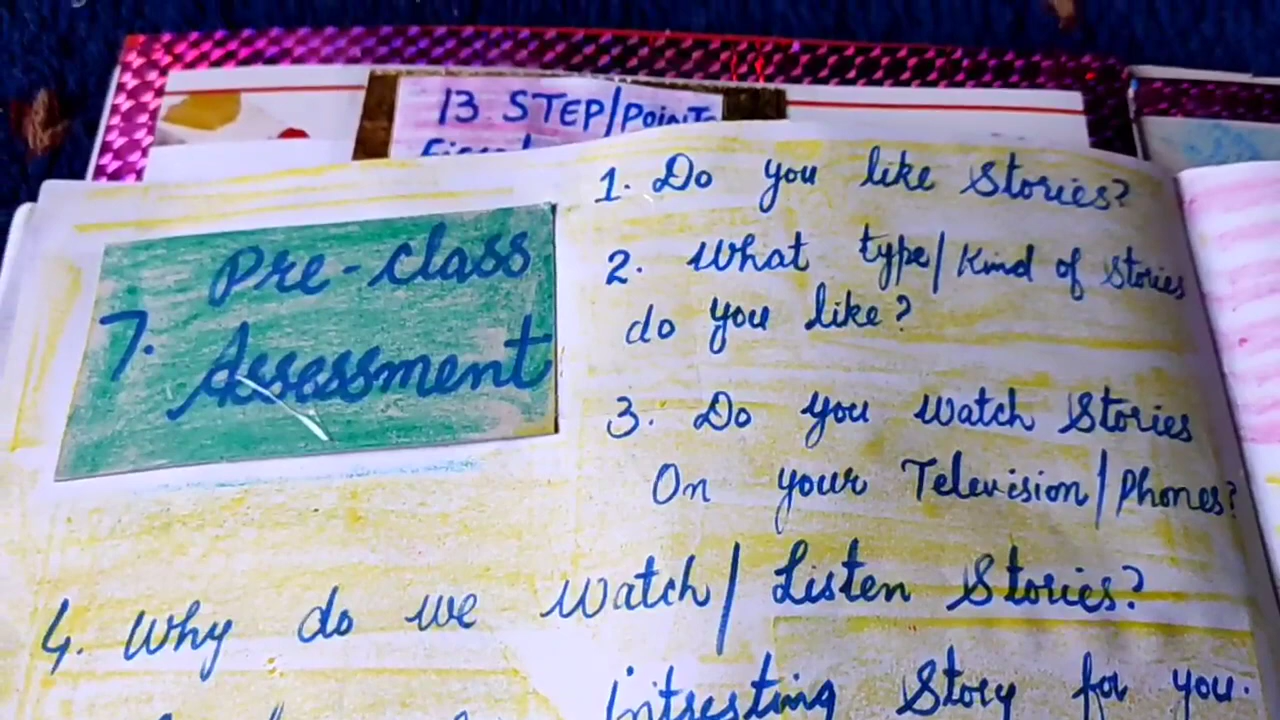 13 STEP/Points
7. Pre-class
Assessment
1. Do you like Stories?
2. What type/Kind of Stories
do you like?
3. Do you Watch Stories
On your Television/Phones?
4. Why do we Watch/Listen Stories?
Intresting Story for you.